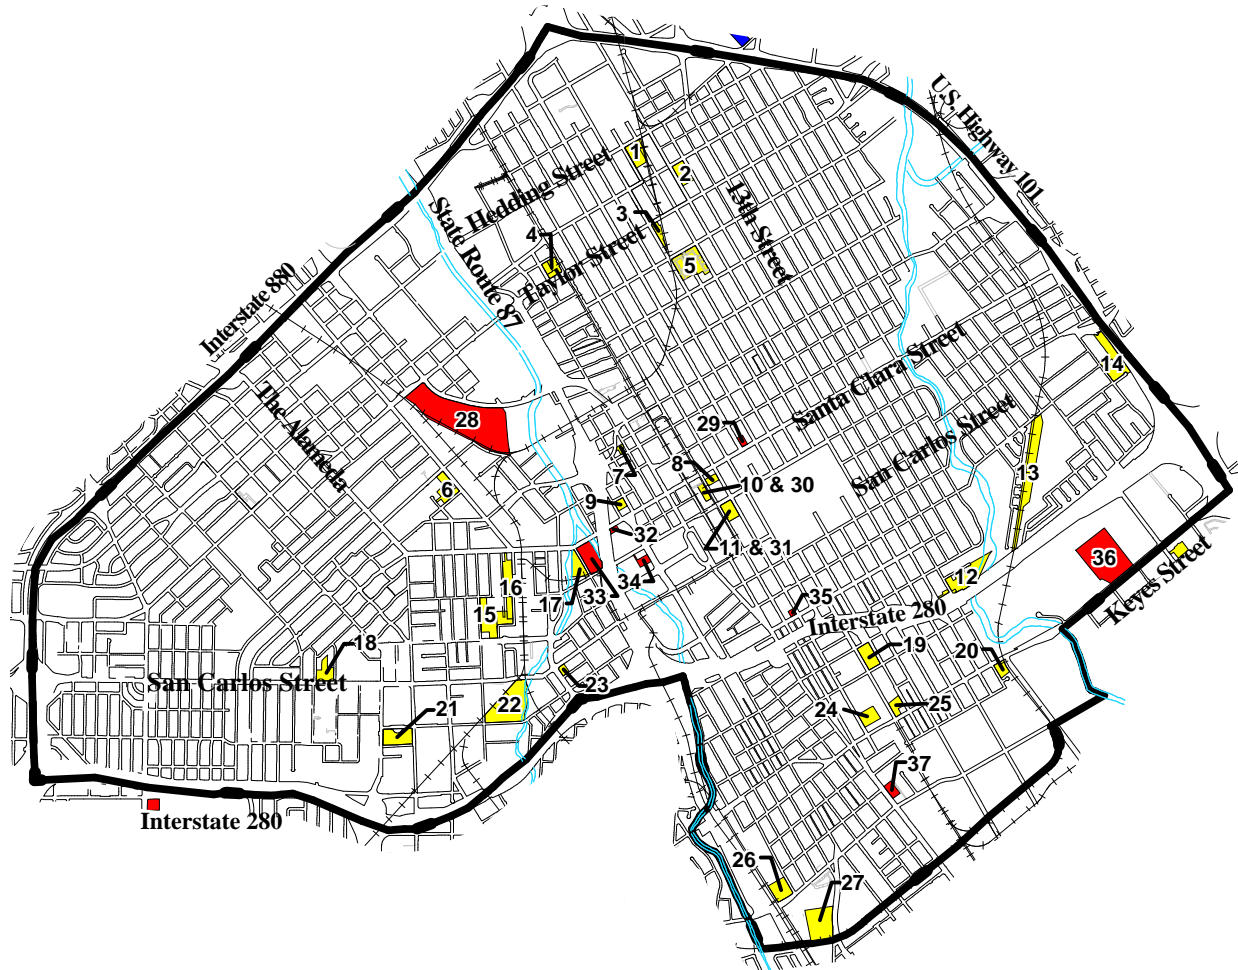 U.S. Highway 101
1
Hedding Street
2
13th Street
State Route 87
3
4
Taylor Street
5
Interstate 880
Santa Clara Street
14
The Alameda
28
San Carlos Street
29
7
8
13
6
10 & 30
9
32
11 & 31
36
34
12
16
17
33
35
Keyes Street
15
Interstate 280
18
19
20
San Carlos Street
23
22
21
24
25
37
Interstate 280
26
27